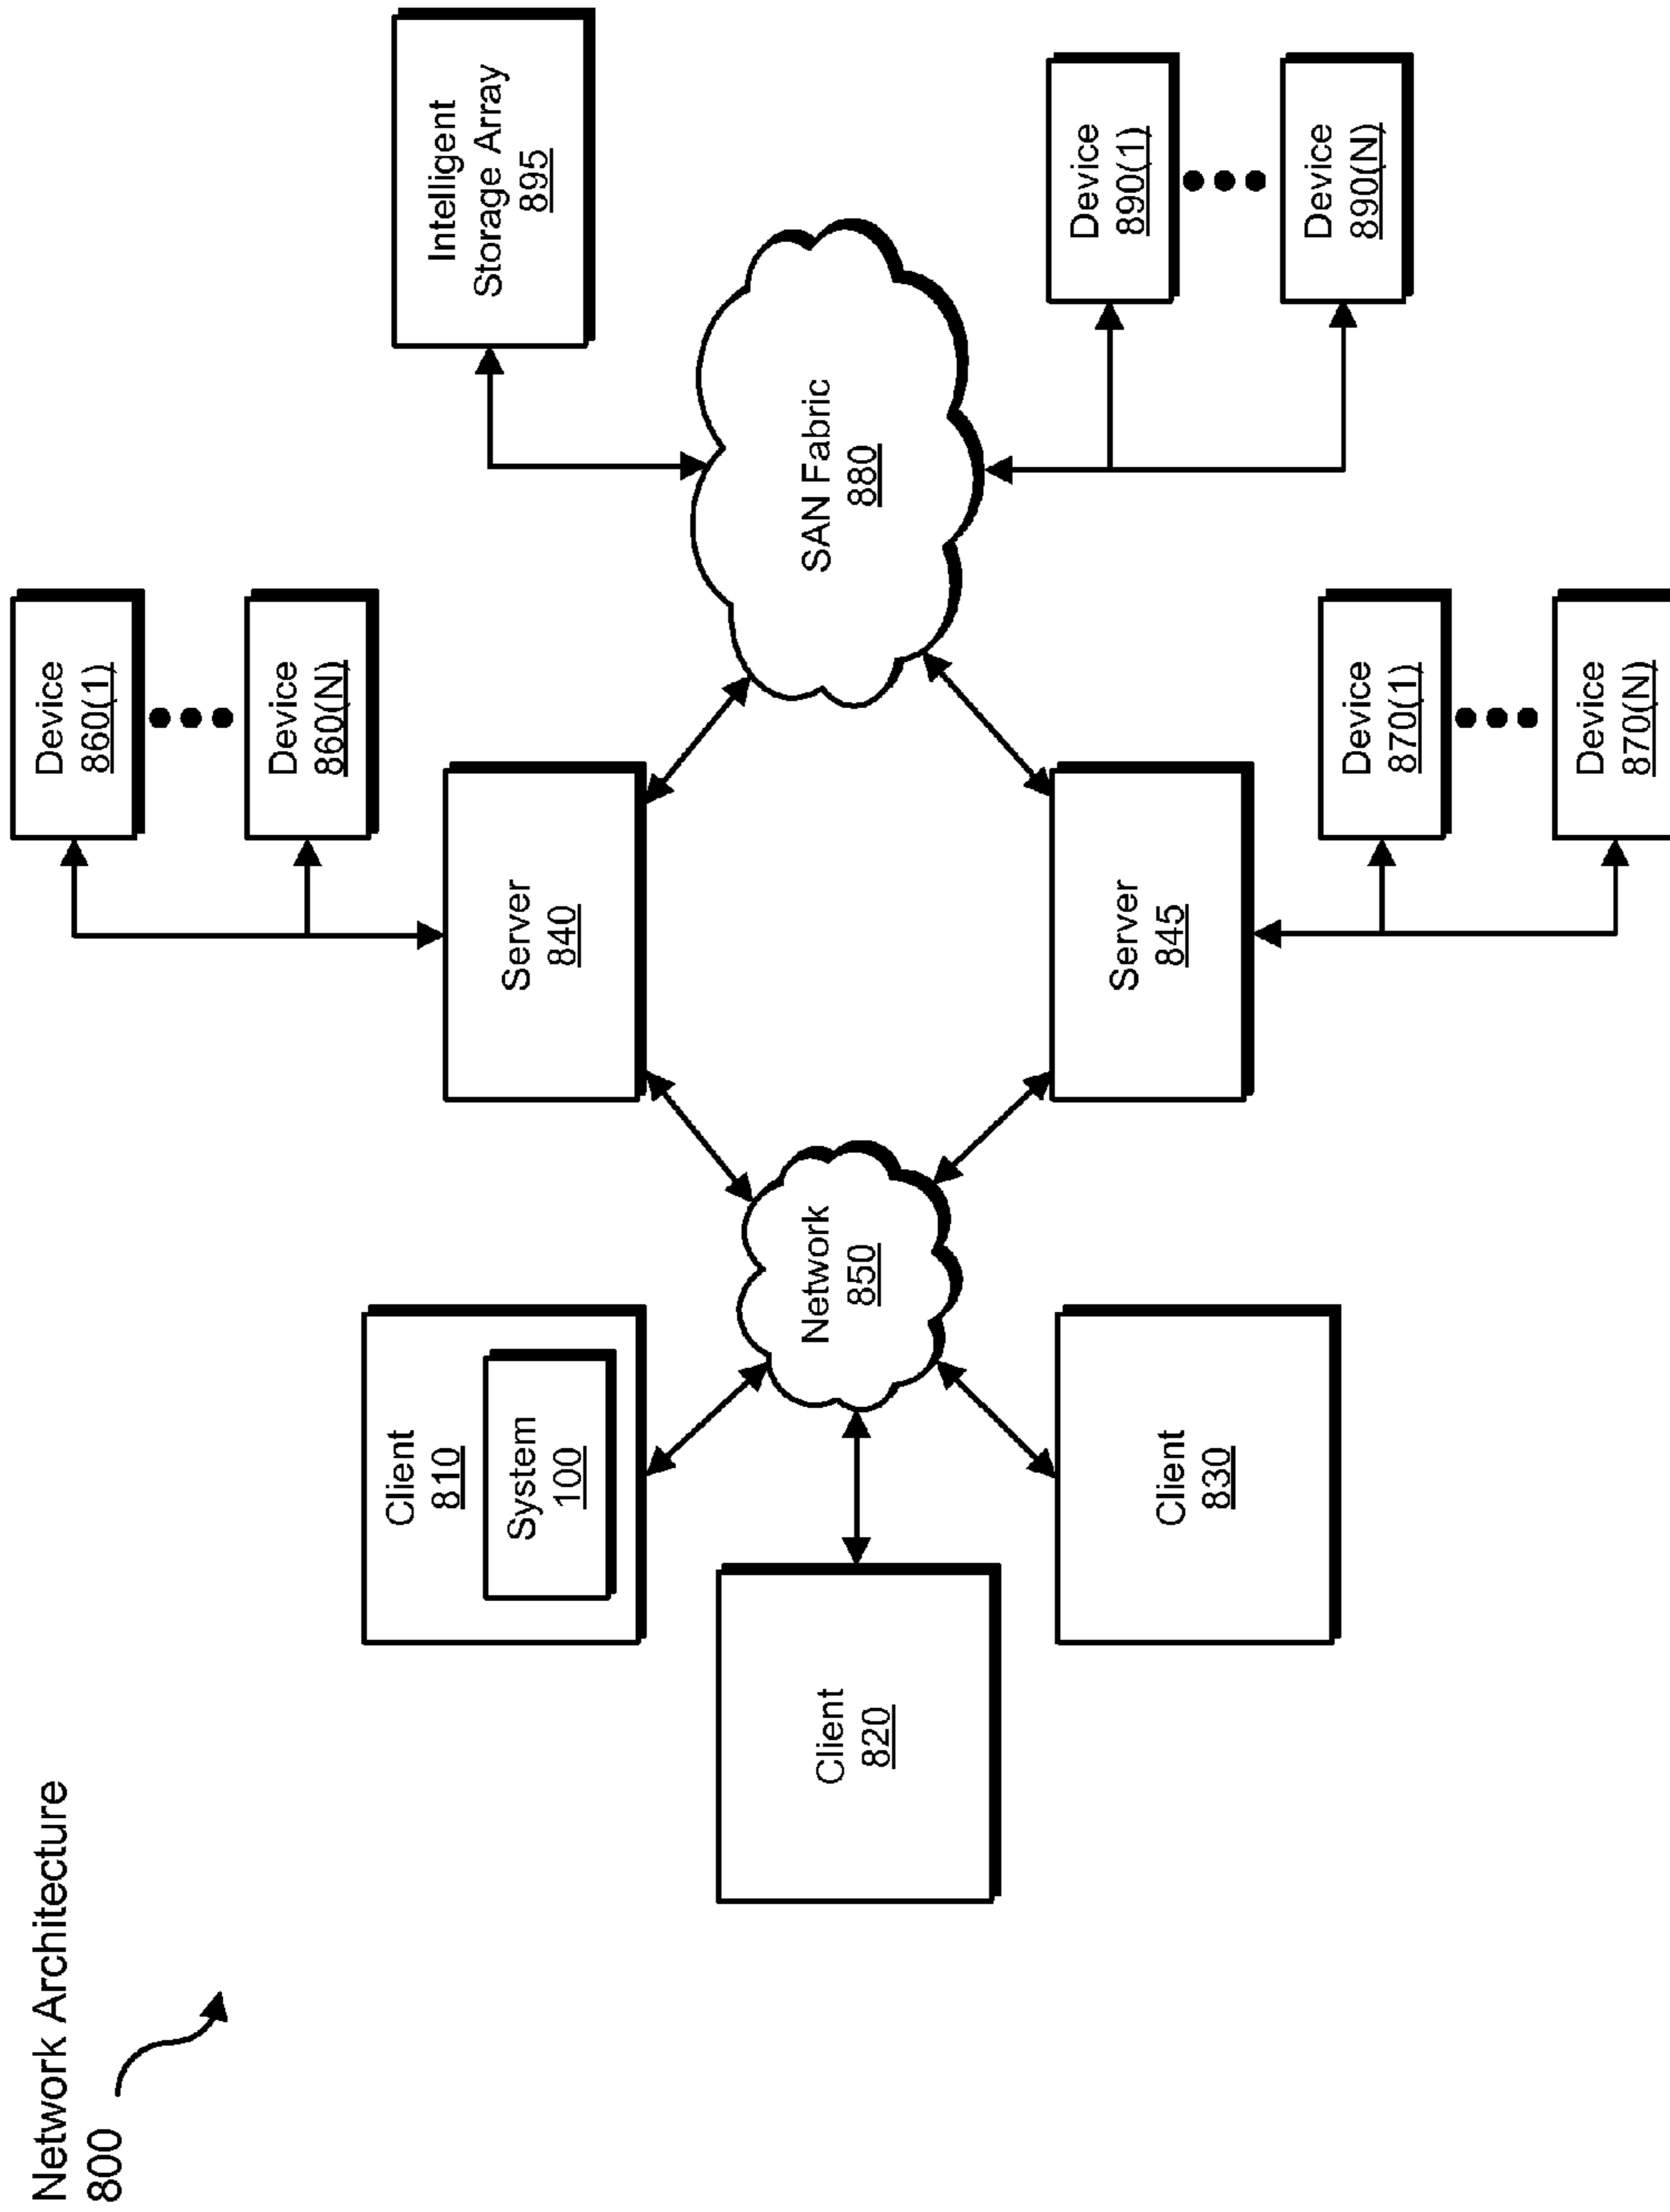 Network Architecture
800
Client
810
System
100
Client
820
Client
830
Network
850
Server
840
Server
845
Device
860(1)
Device
860(N)
Device
870(1)
Device
870(N)
SAN Fabric
880
Intelligent
Storage Array
895
Device
890(1)
Device
890(N)